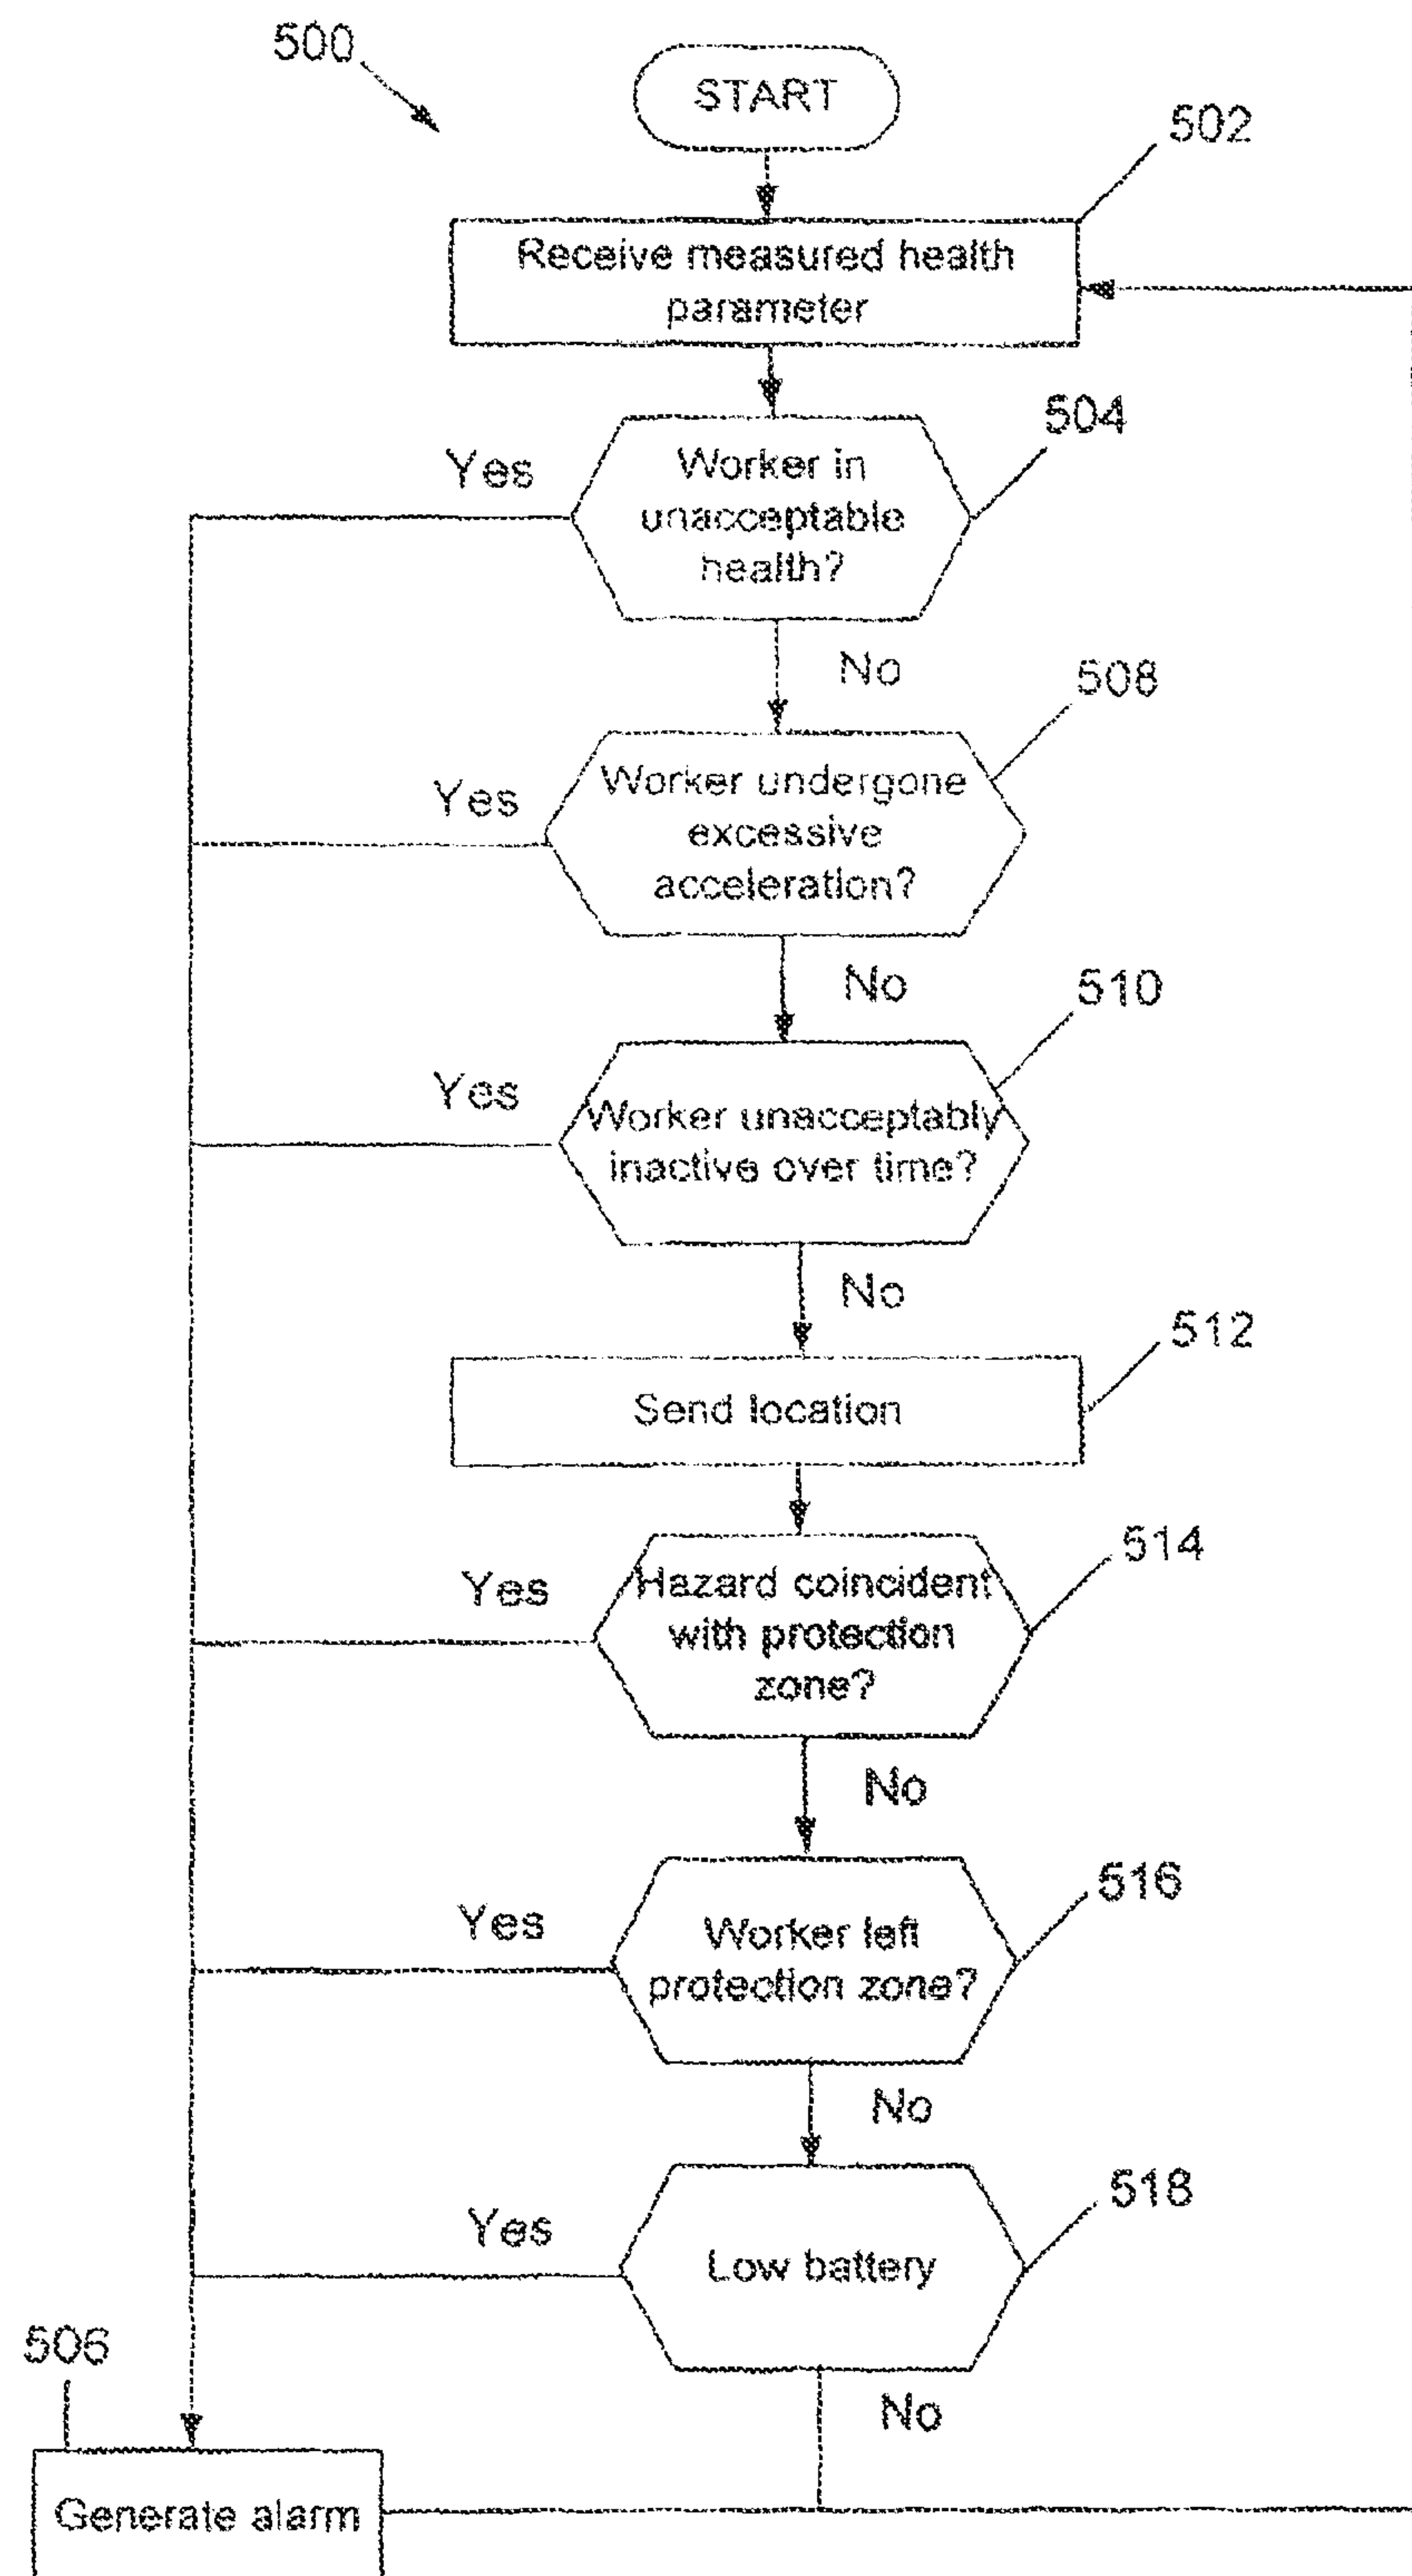 500
START
502
Receive measured health
parameter
504
Yes
Worker in
unacceptable
health?
No
508
Yes
Worker undergone
excessive
acceleration?
No
510
Yes
Worker unacceptably
inactive over time?
No
512
Send location
514
Yes
Hazard coincident
with protection
zone?
No
516
Yes
Worker left
protection zone?
No
518
Yes
Low battery
506
No
Generate alarm